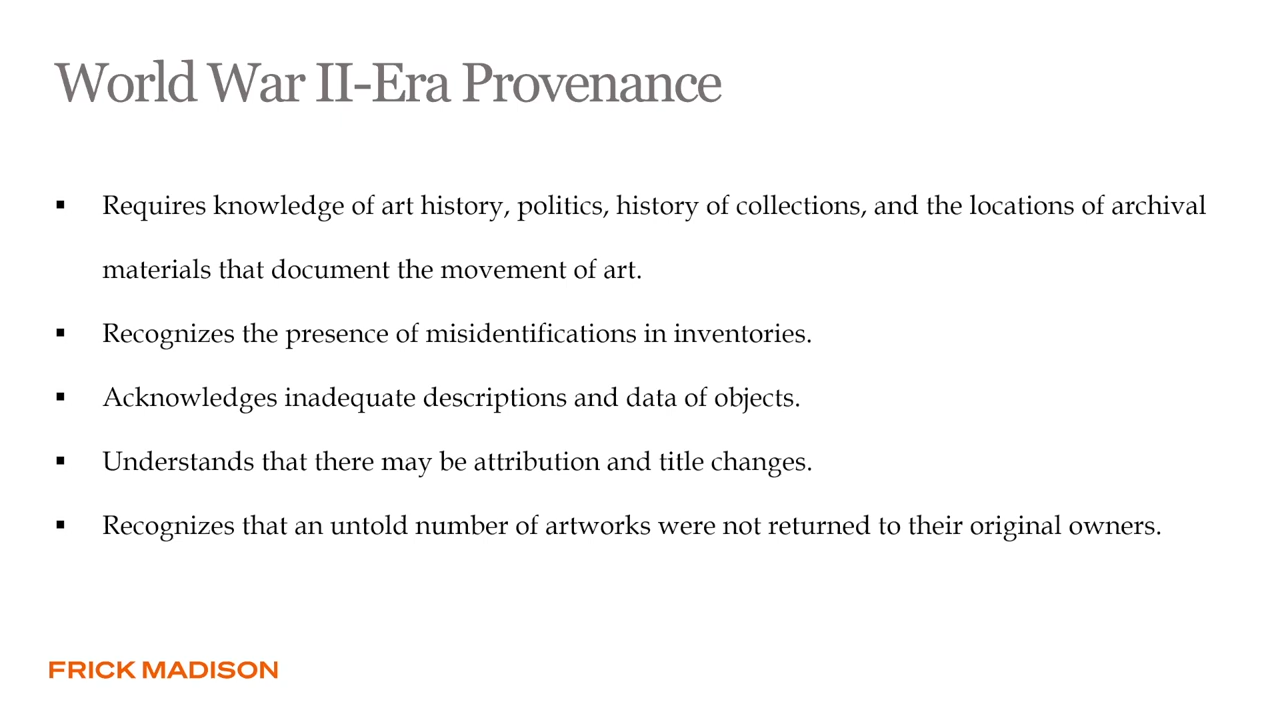 World War II-Era Provenance
▪ Requires knowledge of art history, politics, history of collections, and the locations of archival
materials that document the movement of art.
▪ Recognizes the presence of misidentifications in inventories.
▪ Acknowledges inadequate descriptions and data of objects.
▪ Understands that there may be attribution and title changes.
▪ Recognizes that an untold number of artworks were not returned to their original owners.
FRICK MADISON